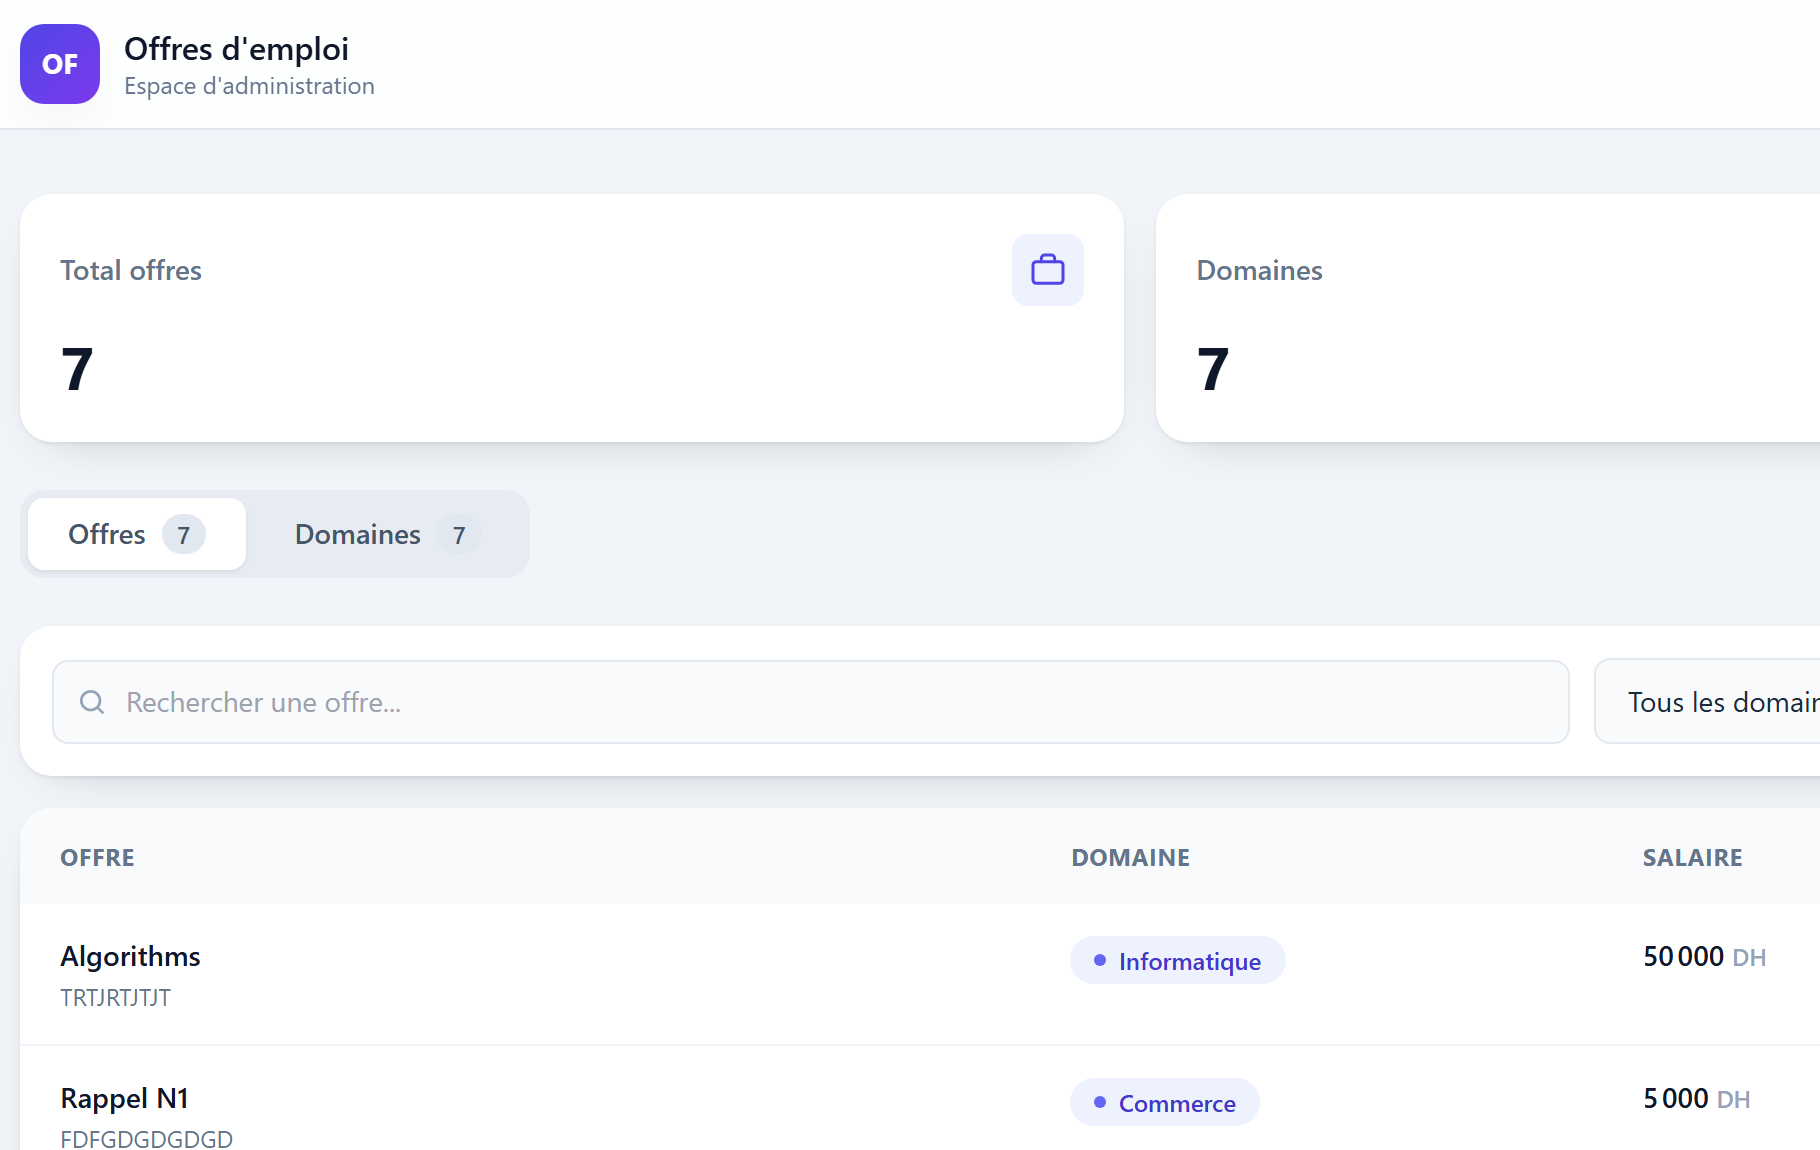 OF
Offres d'emploi
Espace d'administration
Total offres
7
Domaines
7
Offres 7
Domaines 7
Rechercher une offre...
Tous les domain
OFFRE DOMAINE SALAIRE
Algorithms Informatique 50 000 DH
TRTJRTJTJT
Rappel N1 Commerce 5 000 DH
FDFGDGDGDGD